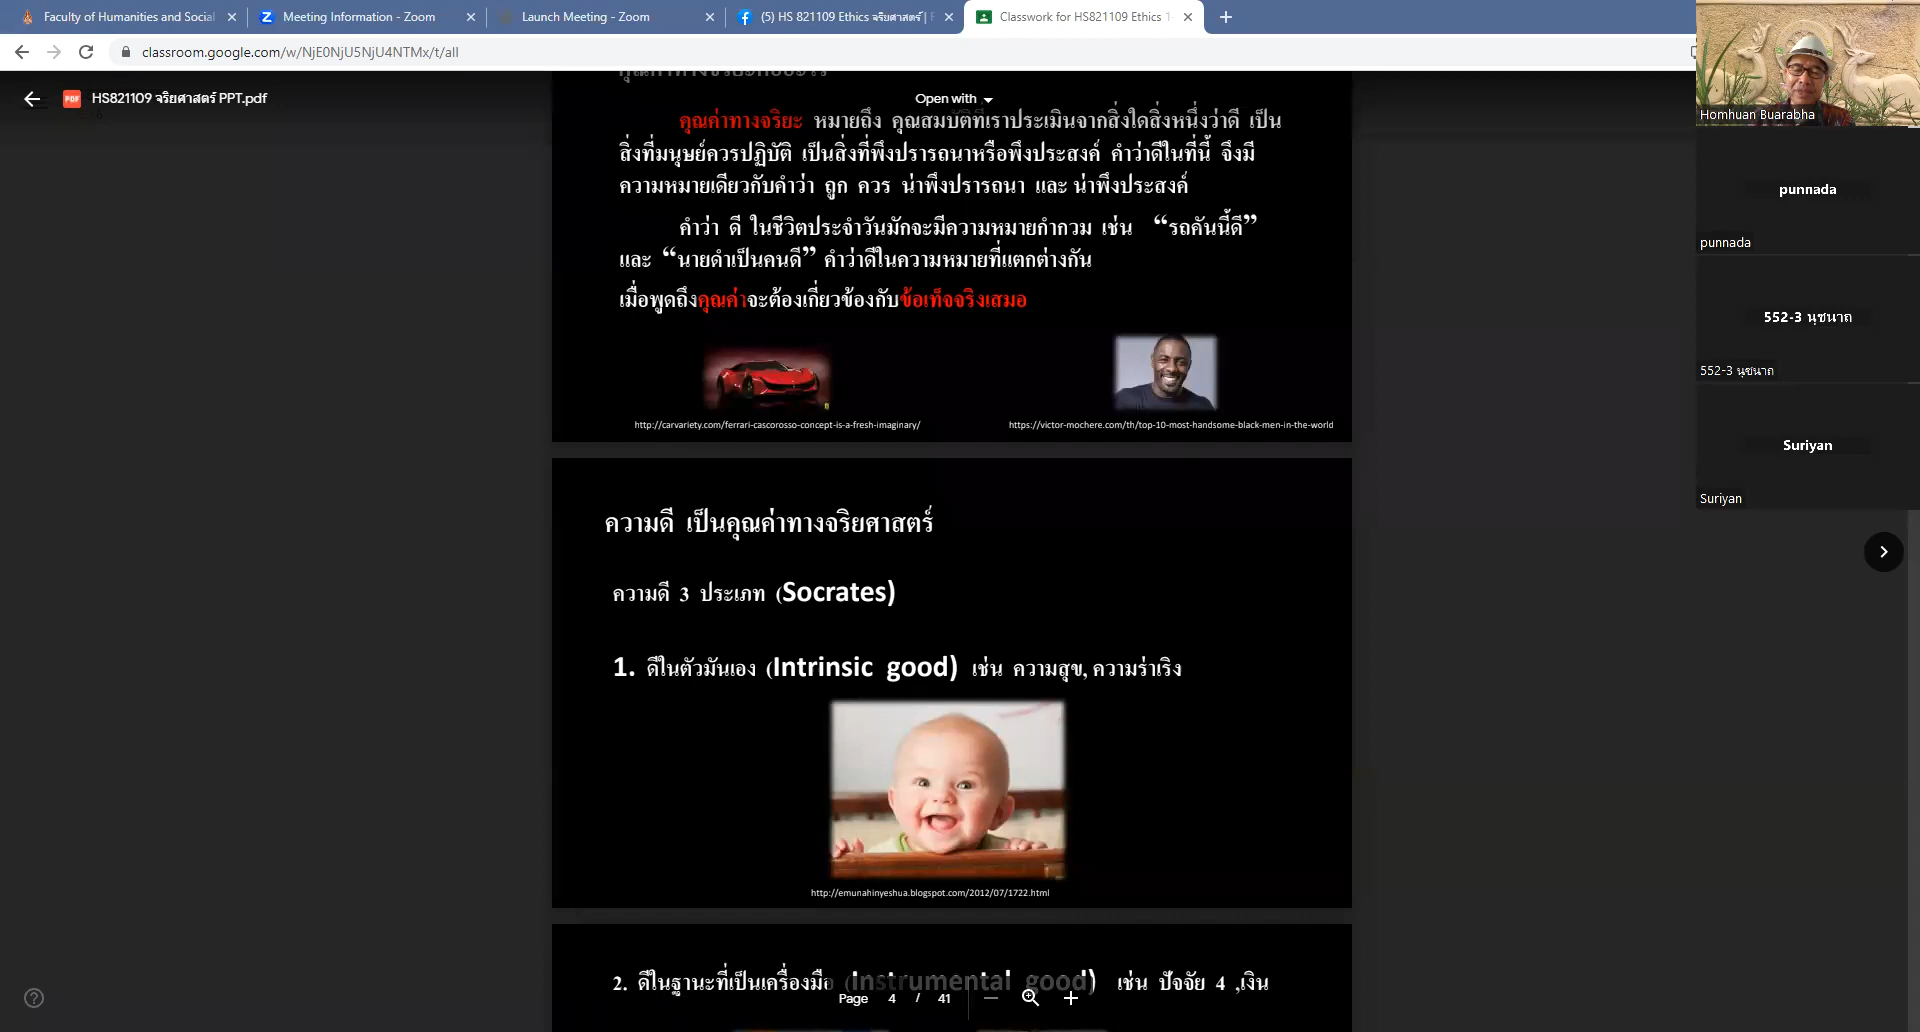 Faculty of Humanities and Social
Meeting Information - Zoom
Launch Meeting - Zoom
(5) HS 821109 Ethics จริยศาสตร์ | F
Classwork for HS821109 Ethics 1
classroom.google.com/w/NjE0NjU5NjU4NTMx/t/all
PDF
HS821109 จริยศาสตร์ PPT.pdf
Open with
คุณค่าทางจริยะ หมายถึง คุณสมบัติที่เราประเมินจากสิ่งใดสิ่งหนึ่งว่าดี เป็น
สิ่งที่มนุษย์ควรปฏิบัติ เป็นสิ่งที่พึงปรารถนาหรือพึงประสงค์ คำว่าดีในที่นี้ จึงมี
ความหมายเดียวกับคำว่า ถูก ควร น่าพึงปรารถนา และ น่าพึงประสงค์
คำว่า ดี ในชีวิตประจำวันมักจะมีความหมายกำกวม เช่น “รถคันนี้ดี”
และ “นายดำเป็นคนดี” คำว่าดีในความหมายที่แตกต่างกัน
เมื่อพูดถึงคุณค่าจะต้องเกี่ยวข้องกับข้อเท็จจริงเสมอ
http://carvariety.com/ferrari-cascorosso-concept-is-a-fresh-imaginary/
https://victor-mochere.com/th/top-10-most-handsome-black-men-in-the-world
ความดี เป็นคุณค่าทางจริยศาสตร์
ความดี 3 ประเภท (Socrates)
1. ดีในตัวมันเอง (Intrinsic good) เช่น ความสุข, ความร่าเริง
http://emunahinyeshua.blogspot.com/2012/07/1722.html
2. ดีในฐานะที่เป็นเครื่องมือ (Instrumental good) เช่น ปัจจัย 4 ,เงิน
Page 4 / 41
Homhuan Buarabha
punnada
punnada
552-3 นุชนาถ
552-3 นุชนาถ
Suriyan
Suriyan